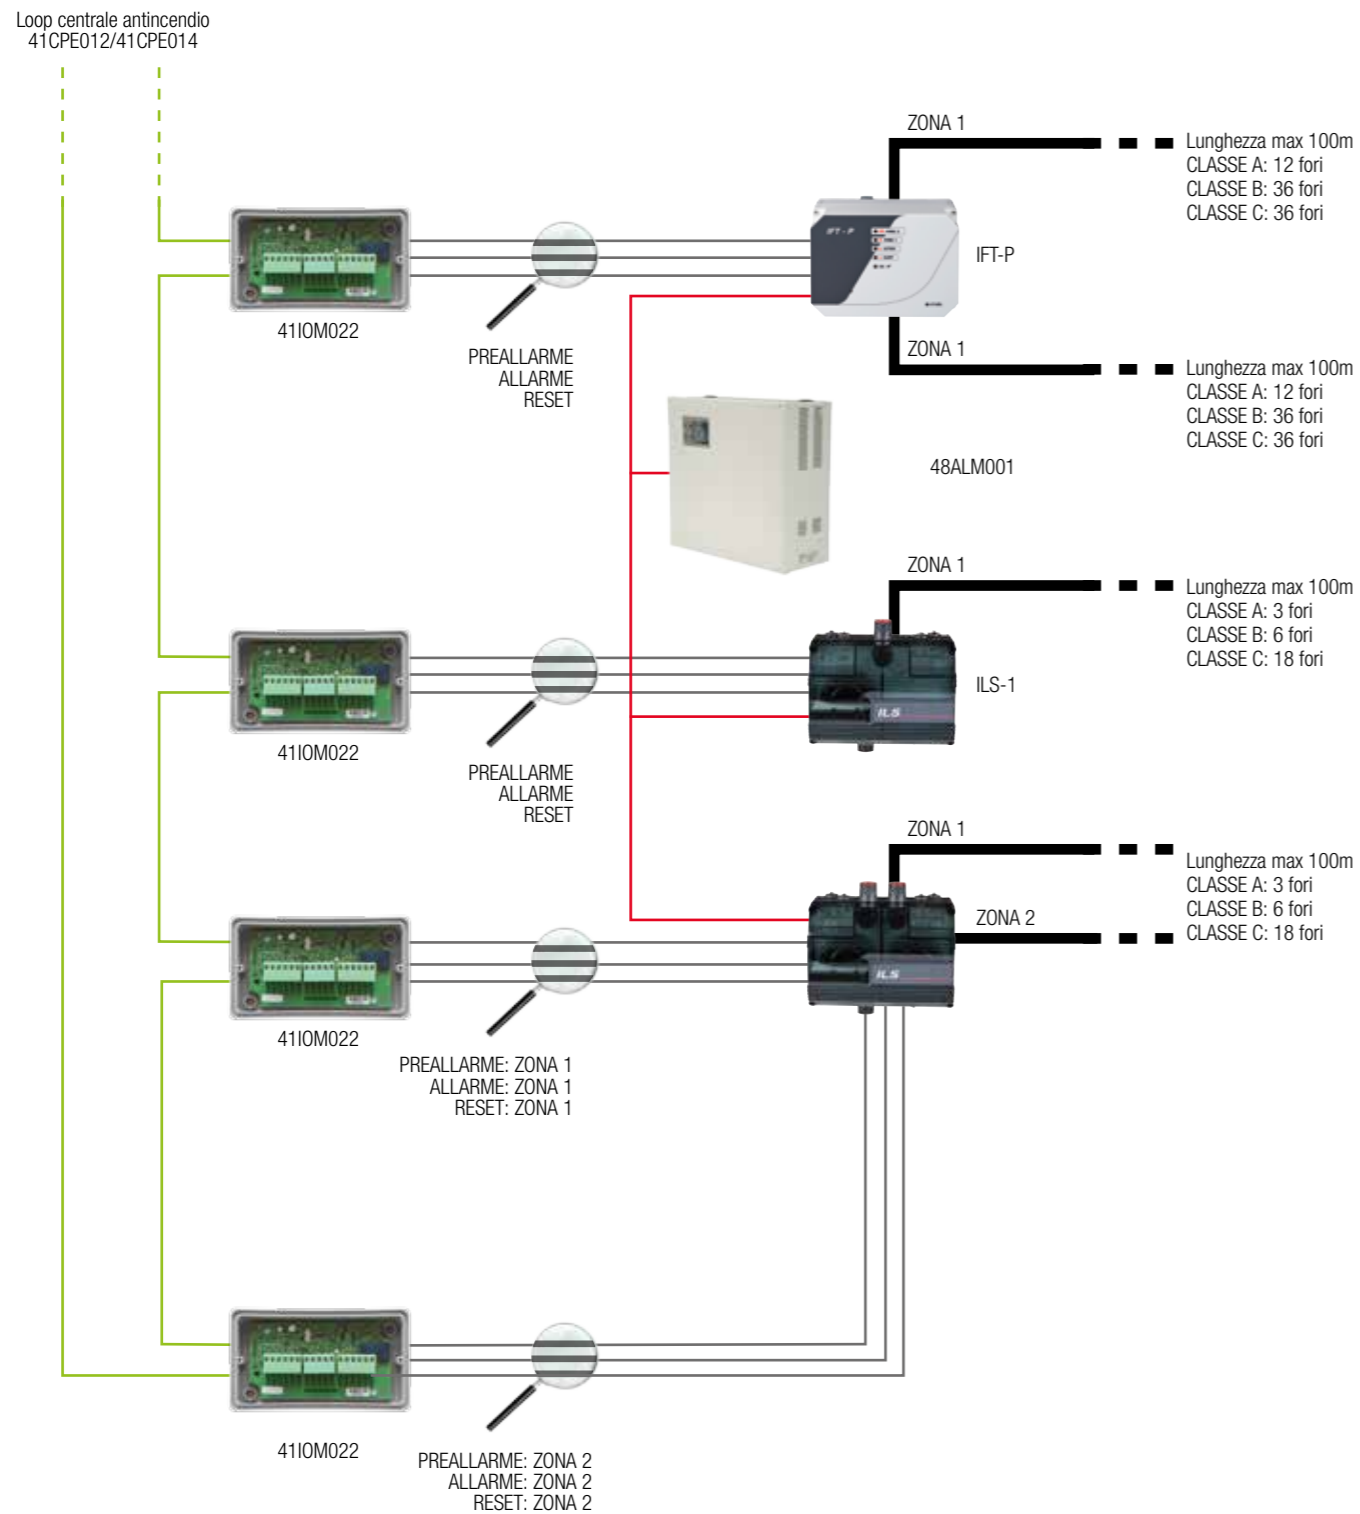 Loop centrale antincendio
41CPE012/41CPE014
ZONA 1
Lunghezza max 100m
CLASSE A: 12 fori
CLASSE B: 36 fori
CLASSE C: 36 fori
IFT - P
IFT-P
41IOM022
PREALLARME
ALLARME
RESET
ZONA 1
Lunghezza max 100m
CLASSE A: 12 fori
CLASSE B: 36 fori
CLASSE C: 36 fori
48ALM001
ZONA 1
Lunghezza max 100m
CLASSE A: 3 fori
CLASSE B: 6 fori
CLASSE C: 18 fori
ILS
ILS-1
41IOM022
PREALLARME
ALLARME
RESET
ZONA 1
Lunghezza max 100m
CLASSE A: 3 fori
CLASSE B: 6 fori
CLASSE C: 18 fori
ZONA 2
ILS
41IOM022
PREALLARME: ZONA 1
ALLARME: ZONA 1
RESET: ZONA 1
41IOM022
PREALLARME: ZONA 2
ALLARME: ZONA 2
RESET: ZONA 2